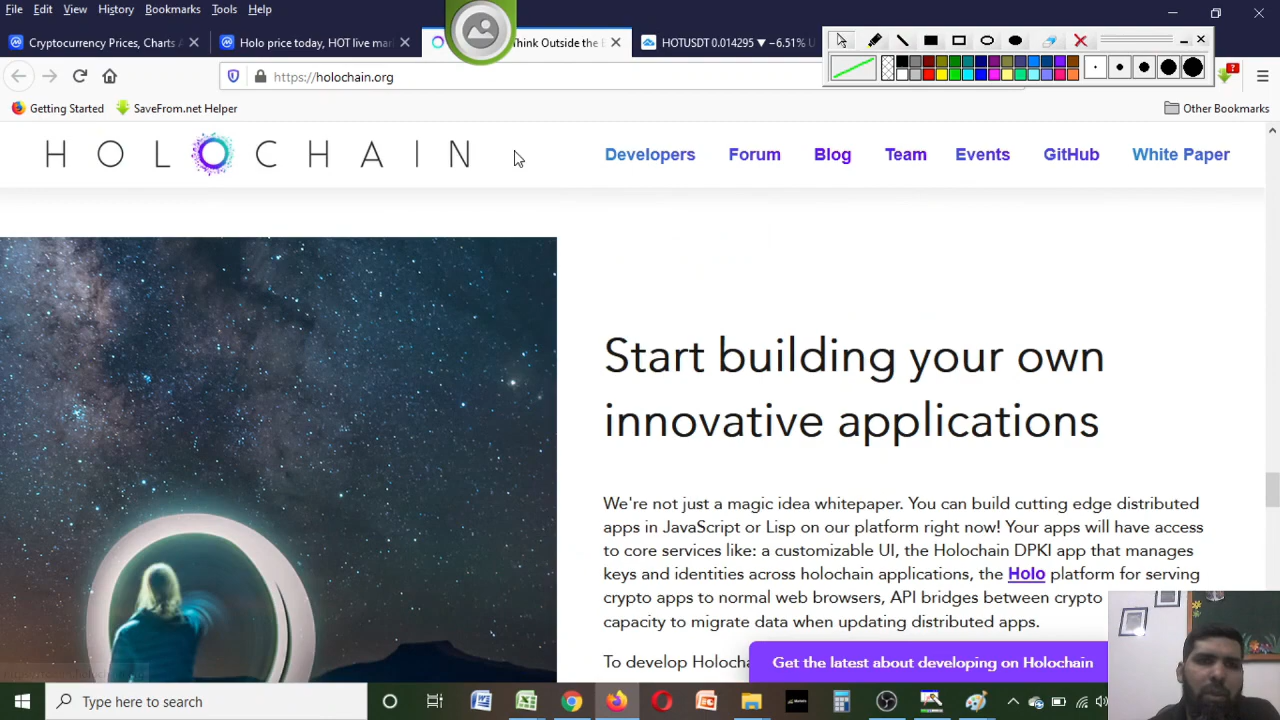 File Edit View History Bookmarks Tools Help
Cryptocurrency Prices, Charts A
Holo price today, HOT live mar
Think Outside the
HOTUSDT 0.014295 ▼ −6.51% U
https://holochain.org
Getting Started
SaveFrom.net Helper
Other Bookmarks
HOLOCHAIN
Developers Forum Blog Team Events GitHub White Paper
Start building your own
innovative applications
We're not just a magic idea whitepaper. You can build cutting edge distributed
apps in JavaScript or Lisp on our platform right now! Your apps will have access
to core services like: a customizable UI, the Holochain DPKI app that manages
keys and identities across holochain applications, the Holo platform for serving
crypto apps to normal web browsers, API bridges between crypto
capacity to migrate data when updating distributed apps.
To develop Holocha
Get the latest about developing on Holochain
Type here to search